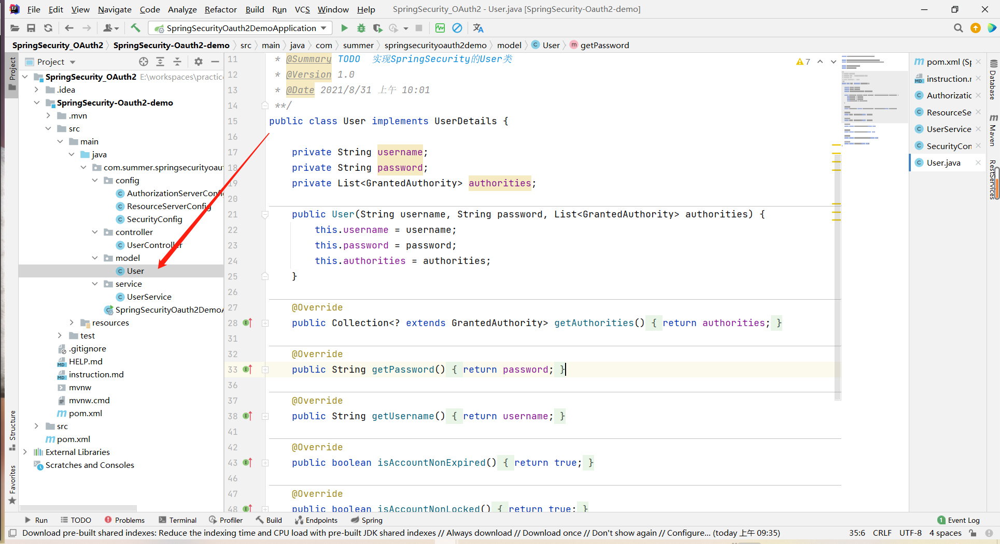 File Edit View Navigate Code Analyze Refactor Build Run VCS Window Help SpringSecurity_OAuth2 - User.java [SpringSecurity-Oauth2-demo]
SpringSecurityOauth2DemoApplication
SpringSecurity_OAuth2 SpringSecurity-Oauth2-demo src main java com summer springsecurityoauth2demo model User getPassword
Project
Project
SpringSecurity_OAuth2 E:\workspaces\practice
.idea
SpringSecurity-Oauth2-demo
.mvn
src
main
java
com.summer.springsecurityoaut
config
AuthorizationServerConfig
ResourceServerConfig
SecurityConfig
controller
UserController
model
User
service
UserService
SpringSecurityOauth2DemoA
resources
test
.gitignore
HELP.md
instruction.md
mvnw
mvnw.cmd
pom.xml
src
pom.xml
External Libraries
Scratches and Consoles
Structure
Favorites
11 * @Summary TODO 实现SpringSecurity的User类
12 * @Version 1.0
13 * @Date 2021/8/31 上午 10:01
14 **/
15 public class User implements UserDetails {
16
17 private String username;
18 private String password;
19 private List<GrantedAuthority> authorities;
20
21 public User(String username, String password, List<GrantedAuthority> authorities) {
22 this.username = username;
23 this.password = password;
24 this.authorities = authorities;
25 }
26
27 @Override
28 public Collection<? extends GrantedAuthority> getAuthorities() { return authorities; }
31
32 @Override
33 public String getPassword() { return password; }
36
37 @Override
38 public String getUsername() { return username; }
41
42 @Override
43 public boolean isAccountNonExpired() { return true; }
46
47 @Override
48 public boolean isAccountNonLocked() { return true; }
7
pom.xml (Sp
instruction.r
Authorizatic
ResourceSe
UserService
SecurityCon
User.java
Database
Maven
RestServices
Run TODO Problems Terminal Profiler Build Endpoints Spring 1 Event Log
Download pre-built shared indexes: Reduce the indexing time and CPU load with pre-built JDK shared indexes // Always download // Download once // Don't show again // Configure... (today 上午 09:35) 35:6 CRLF UTF-8 4 spaces